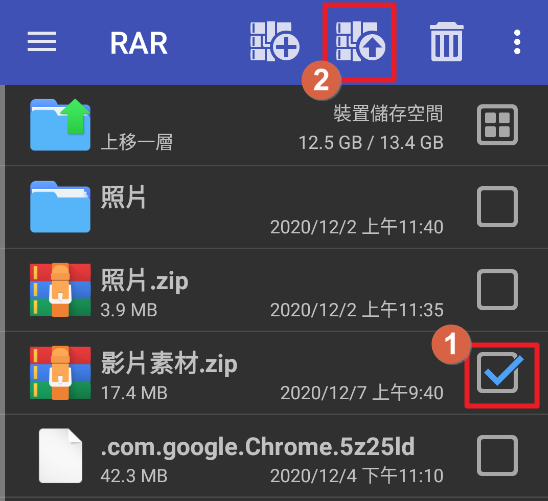 RAR
2
裝置儲存空間
上移一層
12.5 GB / 13.4 GB
照片
2020/12/2 上午11:40
照片.zip
3.9 MB
2020/12/2 上午11:35
1
影片素材.zip
17.4 MB
2020/12/7 上午9:40
.com.google.Chrome.5z25ld
42.3 MB
2020/12/4 下午11:10